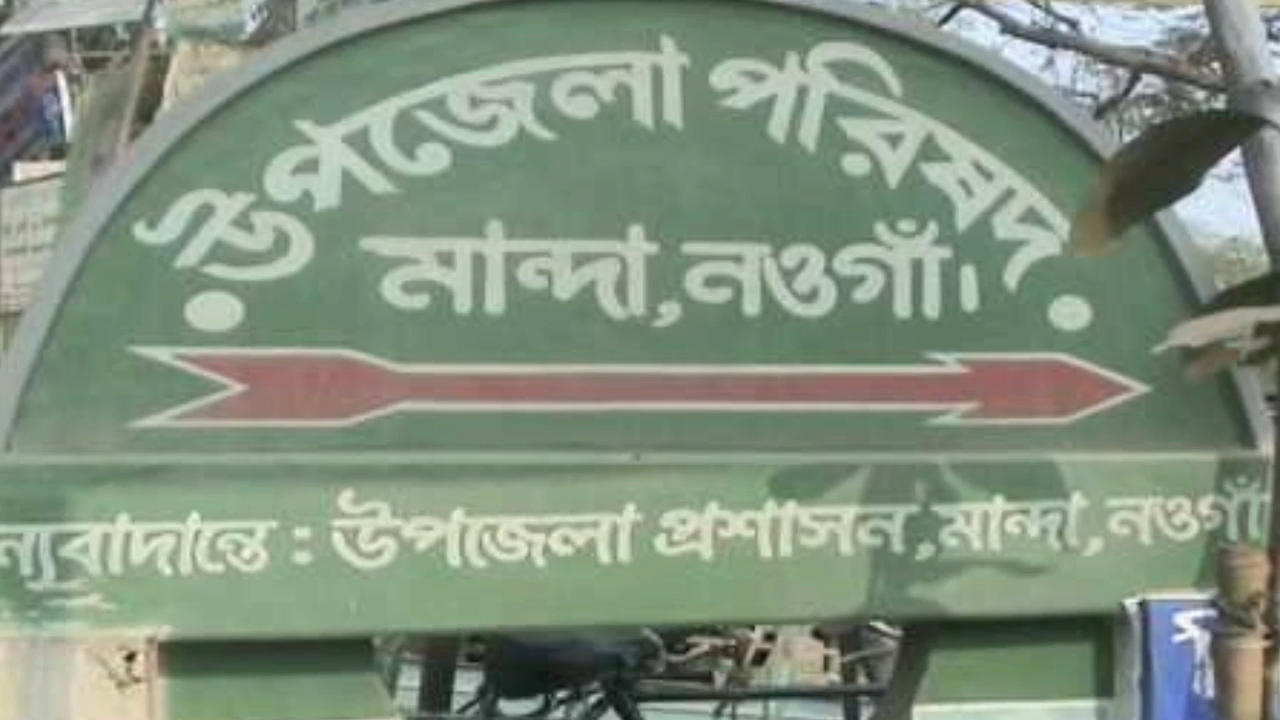 উপজেলা পরিষদ
মান্দা,নওগাঁ।
ন্যবাদান্তে : উপজেলা প্রশাসন,মান্দা,নওগাঁ